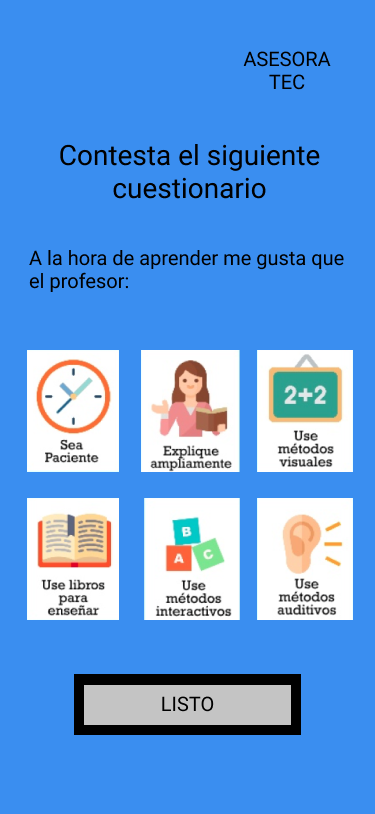 ASESORA
TEC
Contesta el siguiente
cuestionario
A la hora de aprender me gusta que
el profesor:
Sea
Paciente
Explique
ampliamente
2+2
Use
métodos
visuales
Use libros
para
enseñar
B
A
C
Use
métodos
interactivos
Use
métodos
auditivos
LISTO